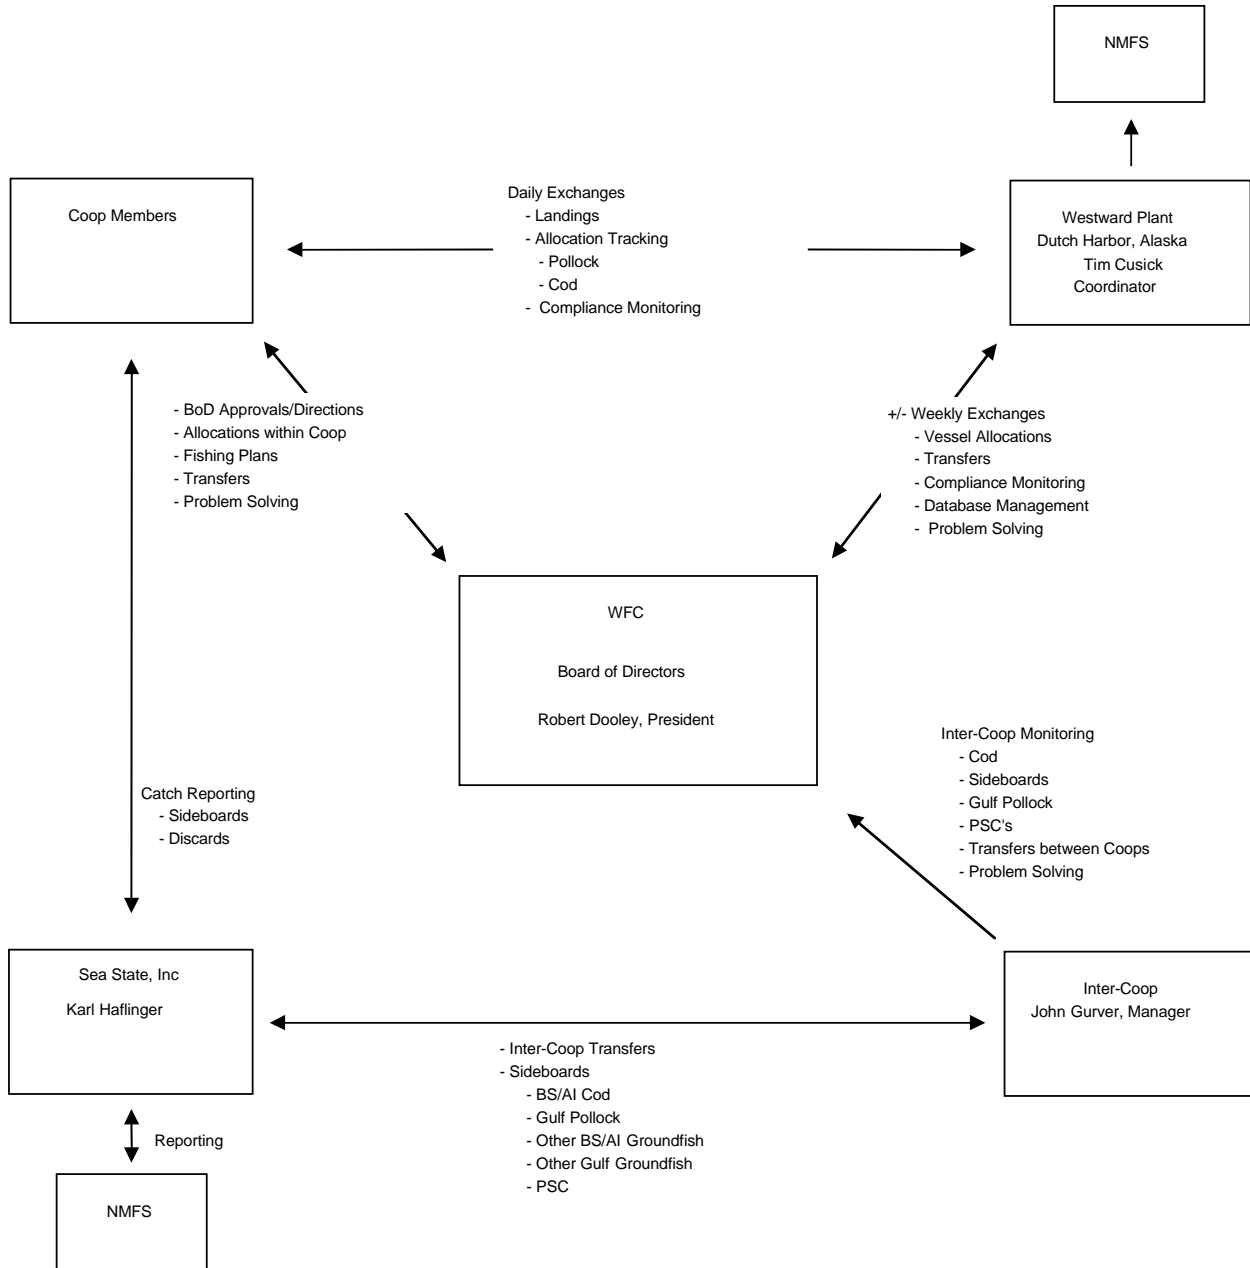 NMFS
Coop Members
Daily Exchanges
- Landings
- Allocation Tracking
- Pollock
- Cod
- Compliance Monitoring
Westward Plant
Dutch Harbor, Alaska
Tim Cusick
Coordinator
- BoD Approvals/Directions
- Allocations within Coop
- Fishing Plans
- Transfers
- Problem Solving
+/- Weekly Exchanges
- Vessel Allocations
- Transfers
- Compliance Monitoring
- Database Management
- Problem Solving
WFC
Board of Directors
Robert Dooley, President
Inter-Coop Monitoring
- Cod
- Sideboards
- Gulf Pollock
- PSC's
- Transfers between Coops
- Problem Solving
Catch Reporting
- Sideboards
- Discards
Sea State, Inc
Karl Haflinger
Inter-Coop
John Gurver, Manager
- Inter-Coop Transfers
- Sideboards
- BS/AI Cod
- Gulf Pollock
- Other BS/AI Groundfish
- Other Gulf Groundfish
- PSC
Reporting
NMFS